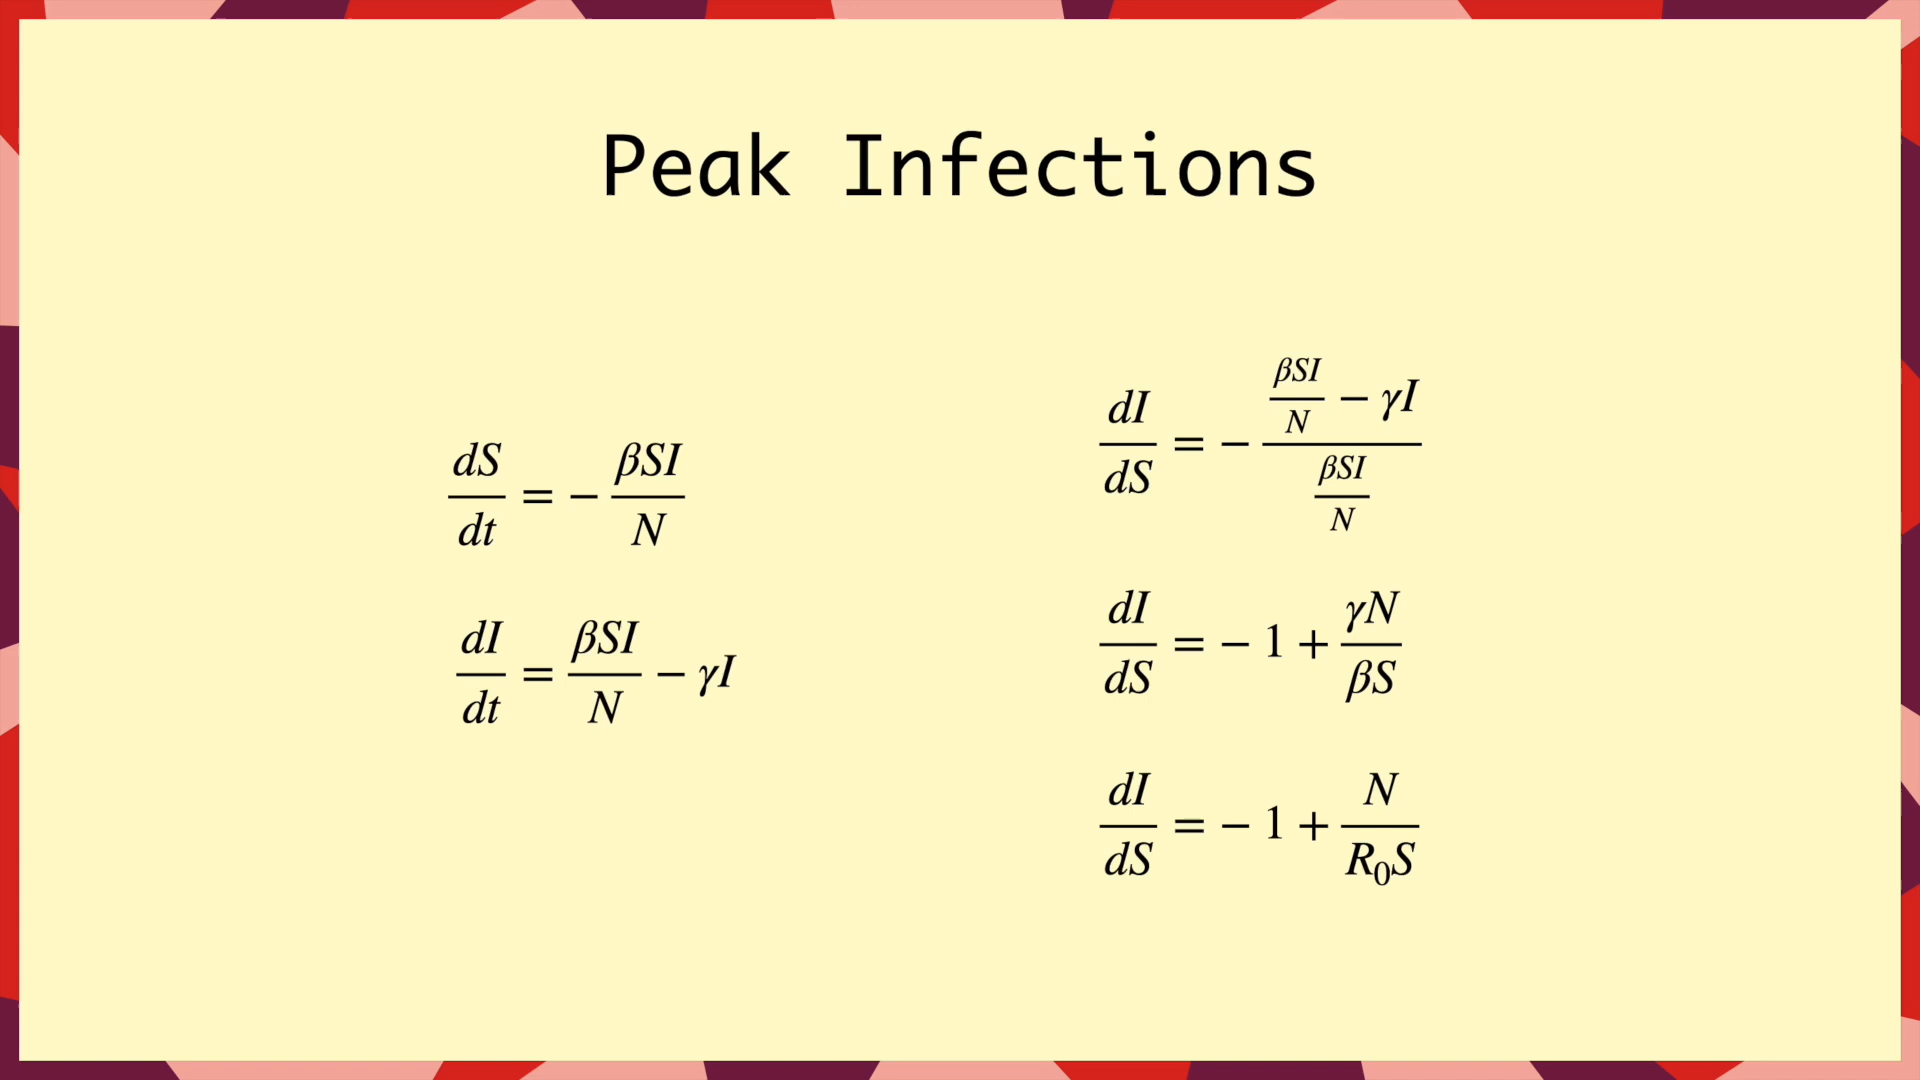 Peak Infections
dS/dt = − βSI/N
dI/dt = βSI/N − γI
dI/dS = − (βSI/N − γI)/(βSI/N)
dI/dS = − 1 + γN/βS
dI/dS = − 1 + N/R₀S